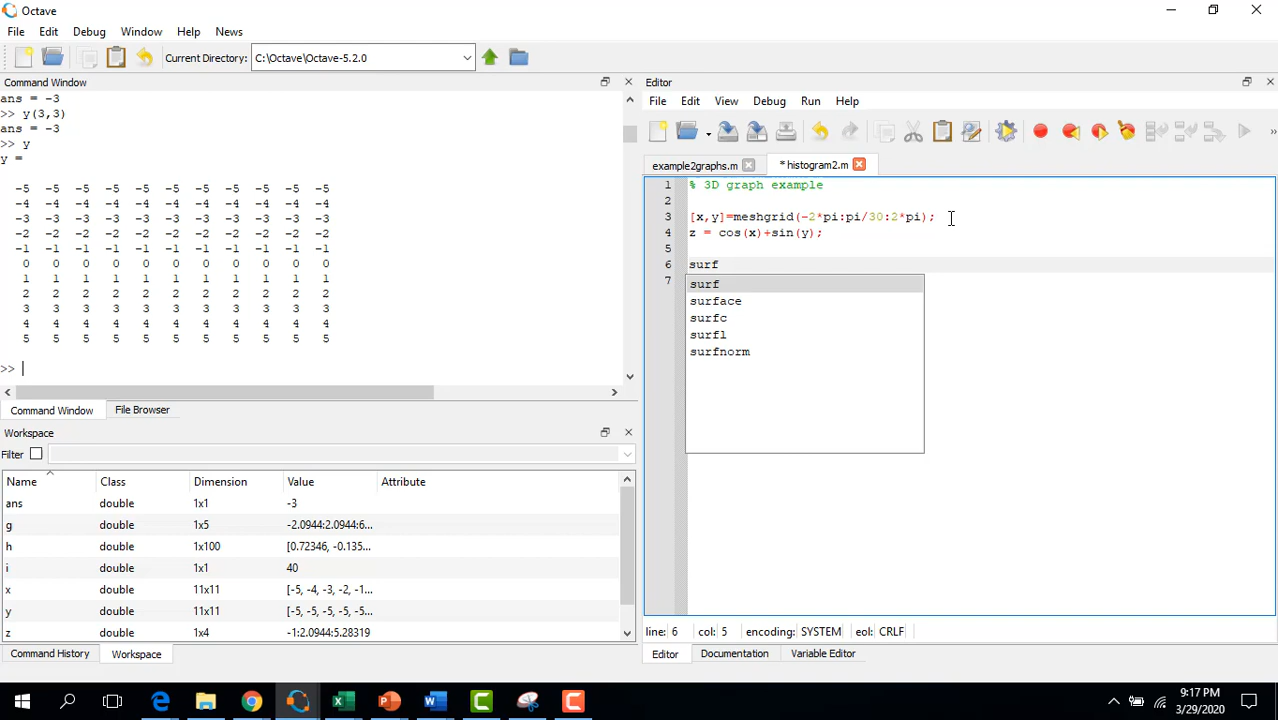 Octave
File Edit Debug Window Help News
Current Directory: C:\Octave\Octave-5.2.0
Command Window
ans = -3
>> y(3,3)
ans = -3
>> y
y =
-5 -5 -5 -5 -5 -5 -5 -5 -5 -5 -5
-4 -4 -4 -4 -4 -4 -4 -4 -4 -4 -4
-3 -3 -3 -3 -3 -3 -3 -3 -3 -3 -3
-2 -2 -2 -2 -2 -2 -2 -2 -2 -2 -2
-1 -1 -1 -1 -1 -1 -1 -1 -1 -1 -1
0 0 0 0 0 0 0 0 0 0 0
1 1 1 1 1 1 1 1 1 1 1
2 2 2 2 2 2 2 2 2 2 2
3 3 3 3 3 3 3 3 3 3 3
4 4 4 4 4 4 4 4 4 4 4
5 5 5 5 5 5 5 5 5 5 5
>>
Command Window File Browser
Workspace
Filter
Name Class Dimension Value Attribute
ans double 1x1 -3
g double 1x5 -2.0944:2.0944:6...
h double 1x100 [0.72346, -0.135...
i double 1x1 40
x double 11x11 [-5, -4, -3, -2, -1...
y double 11x11 [-5, -5, -5, -5, -5...
z double 1x4 -1:2.0944:5.28319
Command History Workspace
Editor
File Edit View Debug Run Help
example2graphs.m * histogram2.m
1 % 3D graph example
2
3 [x,y]=meshgrid(-2*pi:pi/30:2*pi);
4 z = cos(x)+sin(y);
5
6 surf
7
surf
surface
surfc
surfl
surfnorm
line: 6 col: 5 encoding: SYSTEM eol: CRLF
Editor Documentation Variable Editor
9:17 PM
3/29/2020